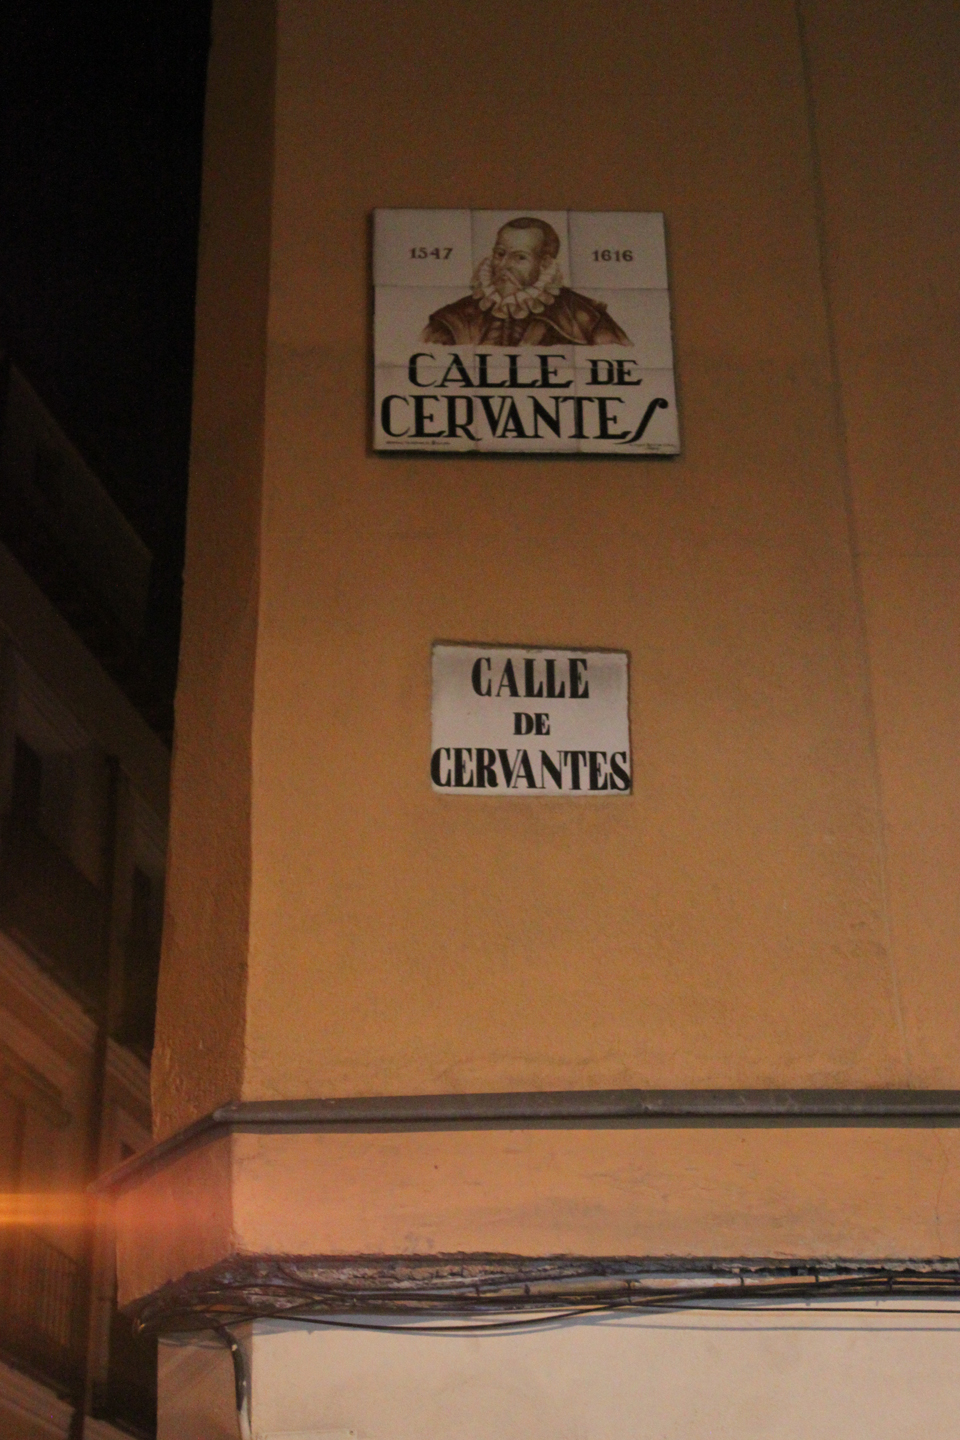 1547 1616
CALLE DE
CERVANTES
CALLE
DE
CERVANTES